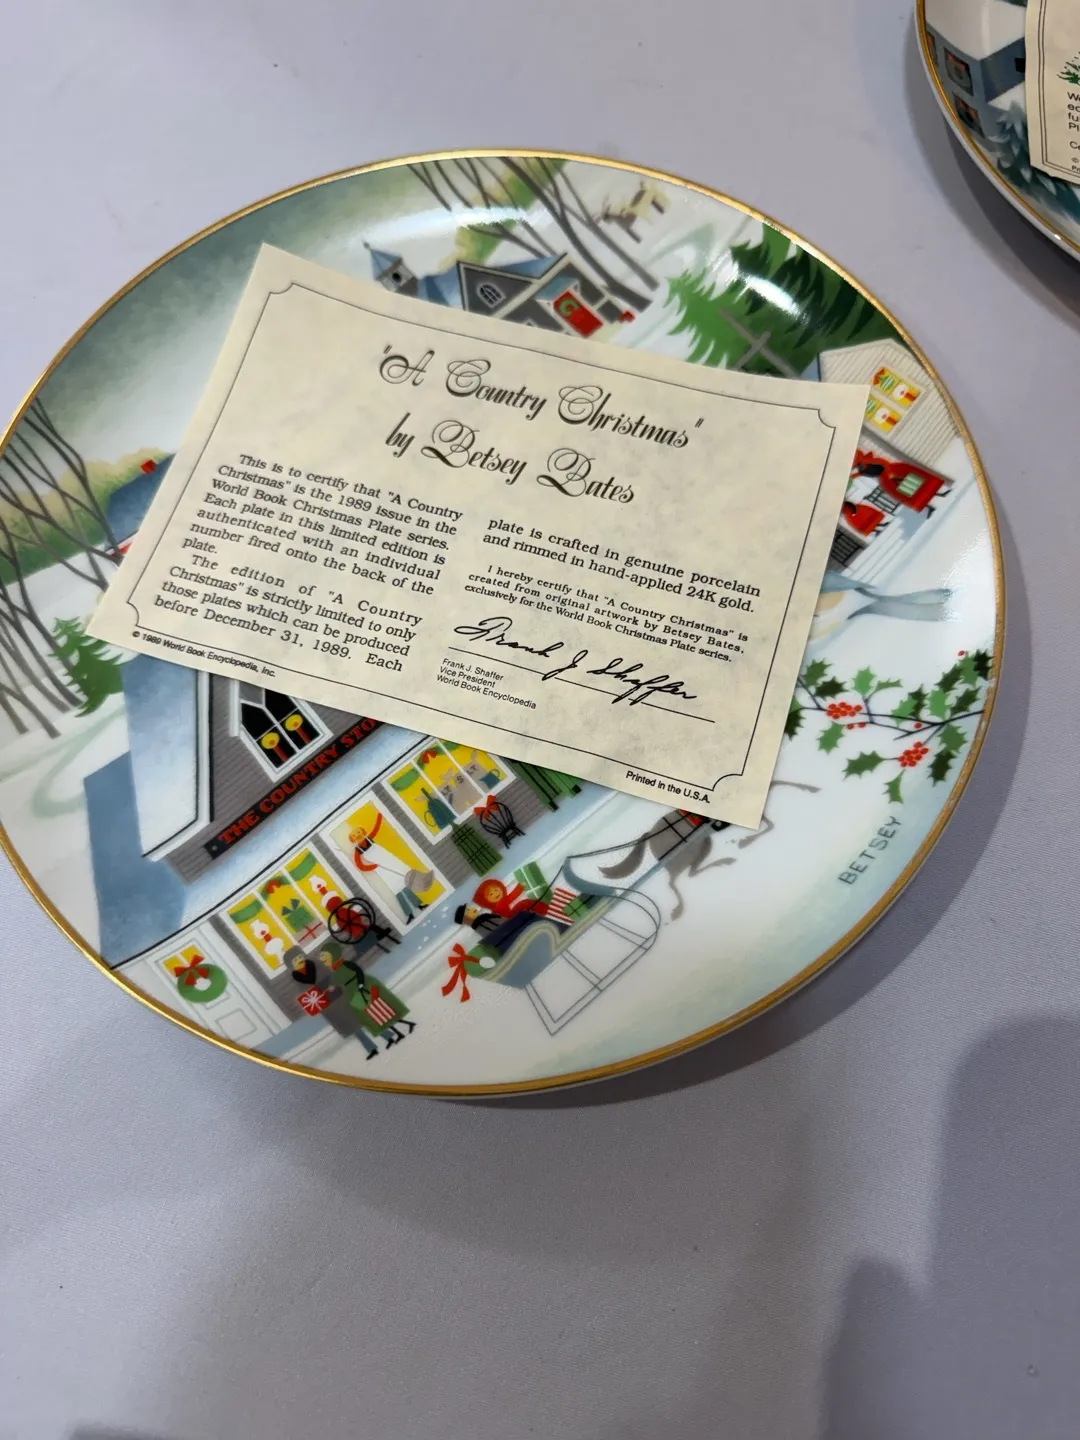 "A Country Christmas"
by Betsey Bates
This is to certify that "A Country
Christmas" is the 1989 issue in the
World Book Christmas Plate series.
Each plate in this limited edition is
authenticated with an individual
number fired onto the back of the
plate.
The edition of "A Country
Christmas" is strictly limited to only
those plates which can be produced
before December 31, 1989. Each
plate is crafted in genuine porcelain
and rimmed in hand-applied 24K gold.
I hereby certify that "A Country Christmas" is
created from original artwork by Betsey Bates,
exclusively for the World Book Christmas Plate series.
Frank J Shaffer
Frank J. Shaffer
Vice President
World Book Encyclopedia
© 1989 World Book Encyclopedia, Inc.
Printed in the U.S.A.
THE COUNTRY STO
BETSEY